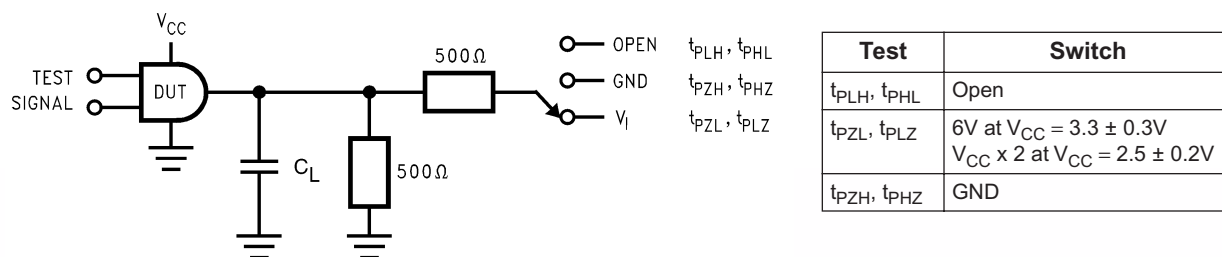 V_CC
TEST
SIGNAL
DUT
C_L
500Ω
500Ω
OPEN t_PLH, t_PHL
GND t_PZH, t_PHZ
V_I t_PZL, t_PLZ
Test Switch
t_PLH, t_PHL Open
t_PZL, t_PLZ 6V at V_CC = 3.3 ± 0.3V
V_CC x 2 at V_CC = 2.5 ± 0.2V
t_PZH, t_PHZ GND